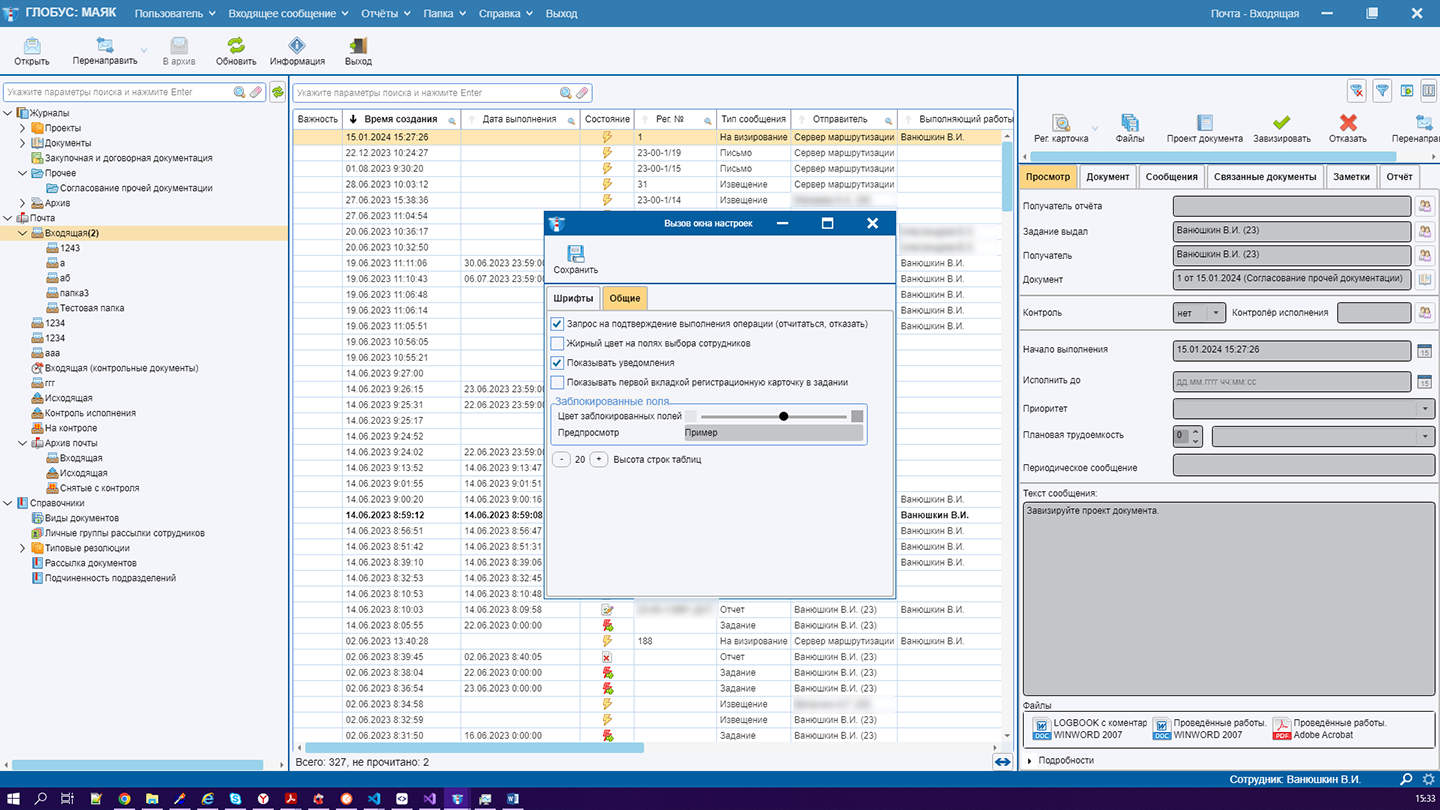 ГЛОБУС: МАЯК Пользователь Входящее сообщение Отчёты Папка Справка Выход Почта - Входящая
Открыть Перенаправить В архив Обновить Информация Выход
Укажите параметры поиска и нажмите Enter
Журналы
Проекты
Документы
Закупочная и договорная документация
Прочее
Согласование прочей документации
Архив
Почта
Входящая(2)
1243
а
аб
папка3
Тестовая папка
1234
1234
ааа
Входящая (контрольные документы)
ггг
Исходящая
Контроль исполнения
На контроле
Архив почты
Входящая
Исходящая
Снятые с контроля
Справочники
Виды документов
Личные группы рассылки сотрудников
Типовые резолюции
Рассылка документов
Подчиненность подразделений
Укажите параметры поиска и нажмите Enter
Важность Время создания Дата выполнения Состояние Рег. № Тип сообщения Отправитель Выполняющий работы
15.01.2024 15:27:26 1 На визирование Сервер маршрутизации Ванюшкин В.И.
22.12.2023 10:24:27 23-00-1/19 Письмо Сервер маршрутизации
01.08.2023 9:30:20 23-00-1/15 Письмо Сервер маршрутизации
28.06.2023 10:03:12 31 Извещение Сервер маршрутизации
27.06.2023 15:38:36 23-00-1/14 Извещение
27.06.2023 11:04:54
20.06.2023 10:36:17
20.06.2023 10:32:50
19.06.2023 11:11:06 30.06.2023 23:59:00 Ванюшкин В.И.
19.06.2023 11:10:43 06.07.2023 23:59:00 Ванюшкин В.И.
19.06.2023 11:06:48 Ванюшкин В.И.
19.06.2023 11:06:14 Ванюшкин В.И.
19.06.2023 11:05:51 Ванюшкин В.И.
19.06.2023 10:56:05
19.06.2023 10:55:21
14.06.2023 9:27:00
14.06.2023 9:26:15 23.06.2023 23:59:00
14.06.2023 9:25:31 22.06.2023 23:59:00
14.06.2023 9:25:17
14.06.2023 9:24:52
14.06.2023 9:24:02 22.06.2023 23:59:00
14.06.2023 9:13:52 14.06.2023 9:13:47
14.06.2023 9:01:55 14.06.2023 9:01:51
14.06.2023 9:00:20 14.06.2023 9:00:16 Ванюшкин В.И.
14.06.2023 8:59:12 14.06.2023 8:59:08 Ванюшкин В.И.
14.06.2023 8:56:51 14.06.2023 8:56:47 Ванюшкин В.И.
14.06.2023 8:51:42 14.06.2023 8:51:31 Ванюшкин В.И.
14.06.2023 8:39:10 14.06.2023 8:39:06 Ванюшкин В.И.
14.06.2023 8:32:53 14.06.2023 8:32:45
14.06.2023 8:10:53 14.06.2023 8:10:48
14.06.2023 8:10:03 14.06.2023 8:09:58 Отчет Ванюшкин В.И. (23) Ванюшкин В.И.
14.06.2023 8:05:55 22.06.2023 0:00:00 Задание Ванюшкин В.И. (23)
02.06.2023 13:40:28 188 На визирование Сервер маршрутизации Ванюшкин В.И.
02.06.2023 8:39:45 02.06.2023 8:40:05 Отчет Ванюшкин В.И. (23)
02.06.2023 8:38:04 22.06.2023 0:00:00 Задание Ванюшкин В.И. (23)
02.06.2023 8:36:54 23.06.2023 0:00:00 Задание Ванюшкин В.И. (23)
02.06.2023 8:34:58 Извещение
02.06.2023 8:32:59 Извещение Ванюшкин В.И. (23)
02.06.2023 8:31:50 16.06.2023 0:00:00 Задание Ванюшкин В.И. (23)
Всего: 327, не прочитано: 2
Вызов окна настроек
Сохранить
Шрифты Общие
Запрос на подтверждение выполнения операции (отчитаться, отказать)
Жирный цвет на полях выбора сотрудников
Показывать уведомления
Показывать первой вкладкой регистрационную карточку в задании
Заблокированные поля
Цвет заблокированных полей
Предпросмотр Пример
- 20 + Высота строк таблиц
Рег. карточка Файлы Проект документа Завизировать Отказать Перенапра
Просмотр Документ Сообщения Связанные документы Заметки Отчёт
Получатель отчёта
Задание выдал Ванюшкин В.И. (23)
Получатель Ванюшкин В.И. (23)
Документ 1 от 15.01.2024 (Согласование прочей документации)
Контроль нет Контролёр исполнения
Начало выполнения 15.01.2024 15:27:26 15
Исполнить до дд.мм.гггг чч:мм:сс 15
Приоритет
Плановая трудоемкость 0
Периодическое сообщение
Текст сообщения:
Завизируйте проект документа.
Файлы
DOC LOGBOOK с коментар WINWORD 2007
DOC Проведённые работы. WINWORD 2007
PDF Проведённые работы. Adobe Acrobat
Подробности
Сотрудник: Ванюшкин В.И.
15:33